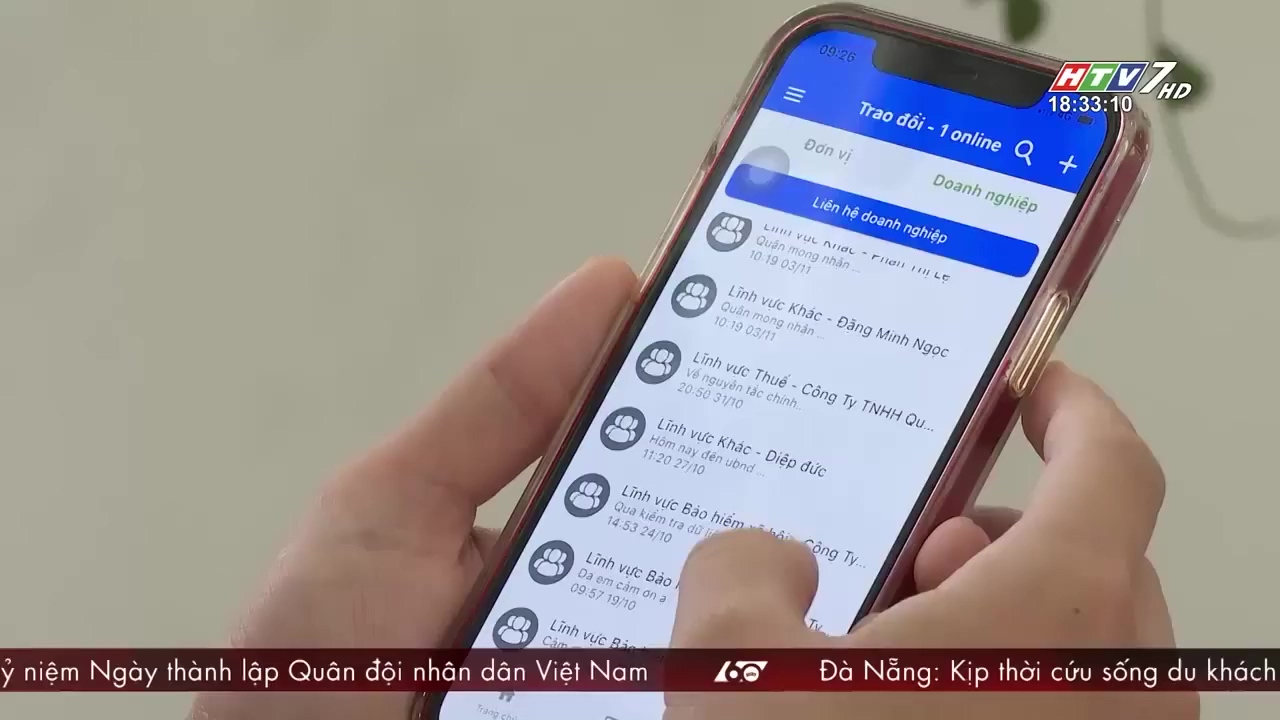 HTV7 HD
18:33:10
09:26
4G
Trao đổi - 1 online
Đơn vị
Doanh nghiệp
Liên hệ doanh nghiệp
Lĩnh vực Khác - Phan Thị Lệ
Quận mong nhận ...
10:19 03/11
Lĩnh vực Khác - Đặng Minh Ngọc
Quận mong nhận ...
10:19 03/11
Lĩnh vực Thuế - Công Ty TNHH Qu...
Về nguyên tắc chính...
20:50 31/10
Lĩnh vực Khác - Diệp đức
Hôm nay đến ubnd ...
11:20 27/10
Lĩnh vực Bảo hiểm xã hội - Công Ty...
Qua kiểm tra dữ
14:53 24/10
Lĩnh vực Bảo
Dạ em cảm ơn ạ
09:57 19/10
Ty...
Lĩnh vực Bảo
Cảm
ỷ niệm Ngày thành lập Quân đội nhân dân Việt Nam
60
Đà Nẵng: Kịp thời cứu sống du khách
Trang chủ